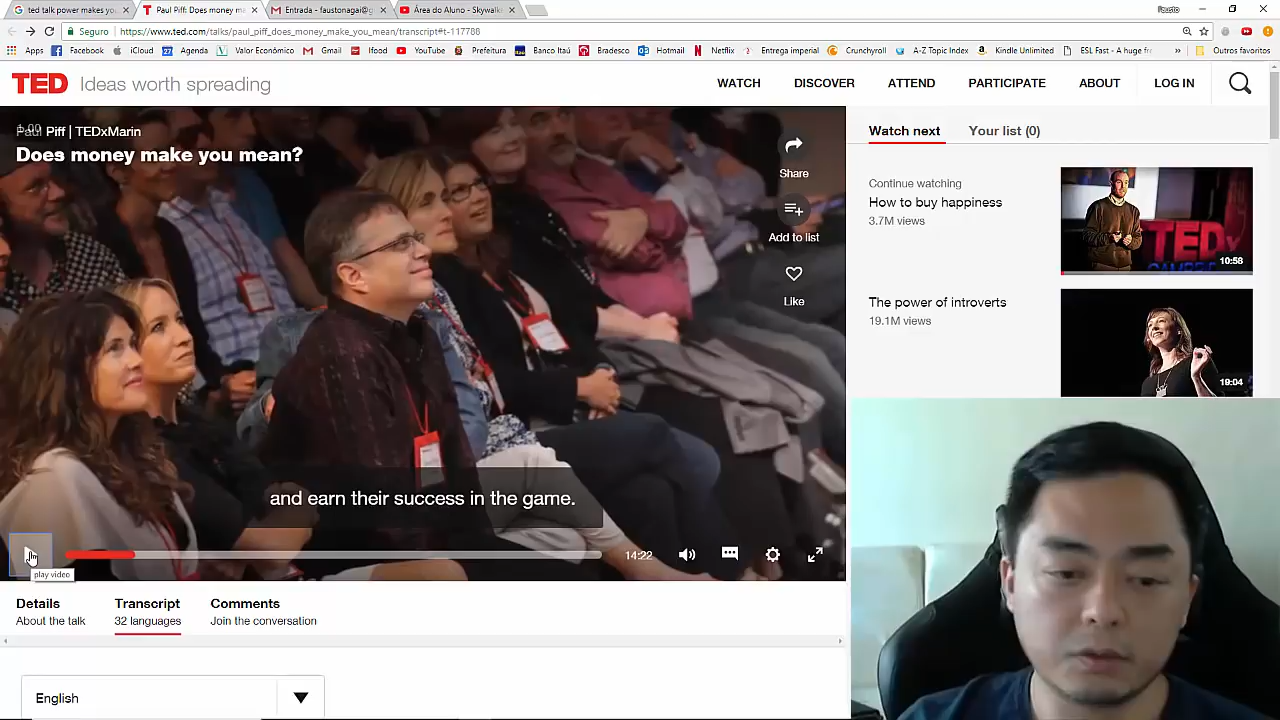 ted talk power makes yo
Paul Piff: Does money ma
Entrada - faustonagai@g
Área do Aluno - Skywalk
Fausto
Seguro
https://www.ted.com/talks/paul_piff_does_money_make_you_mean/transcript#t-117788
Apps
Facebook
iCloud
Agenda
Valor Econômico
Gmail
Ifood
YouTube
Prefeitura
Banco Itaú
Bradesco
Hotmail
Netflix
Entrega imperial
Crunchyroll
A-Z Topic Index
Kindle Unlimited
ESL Fast - A huge fr
Outros favoritos
TED Ideas worth spreading
WATCH
DISCOVER
ATTEND
PARTICIPATE
ABOUT
LOG IN
Paul Piff | TEDxMarin
Does money make you mean?
Share
Add to list
Like
and earn their success in the game.
14:22
play video
Watch next
Your list (0)
Continue watching
How to buy happiness
3.7M views
TEDx
10:58
The power of introverts
19.1M views
19:04
Details
About the talk
Transcript
32 languages
Comments
Join the conversation
English